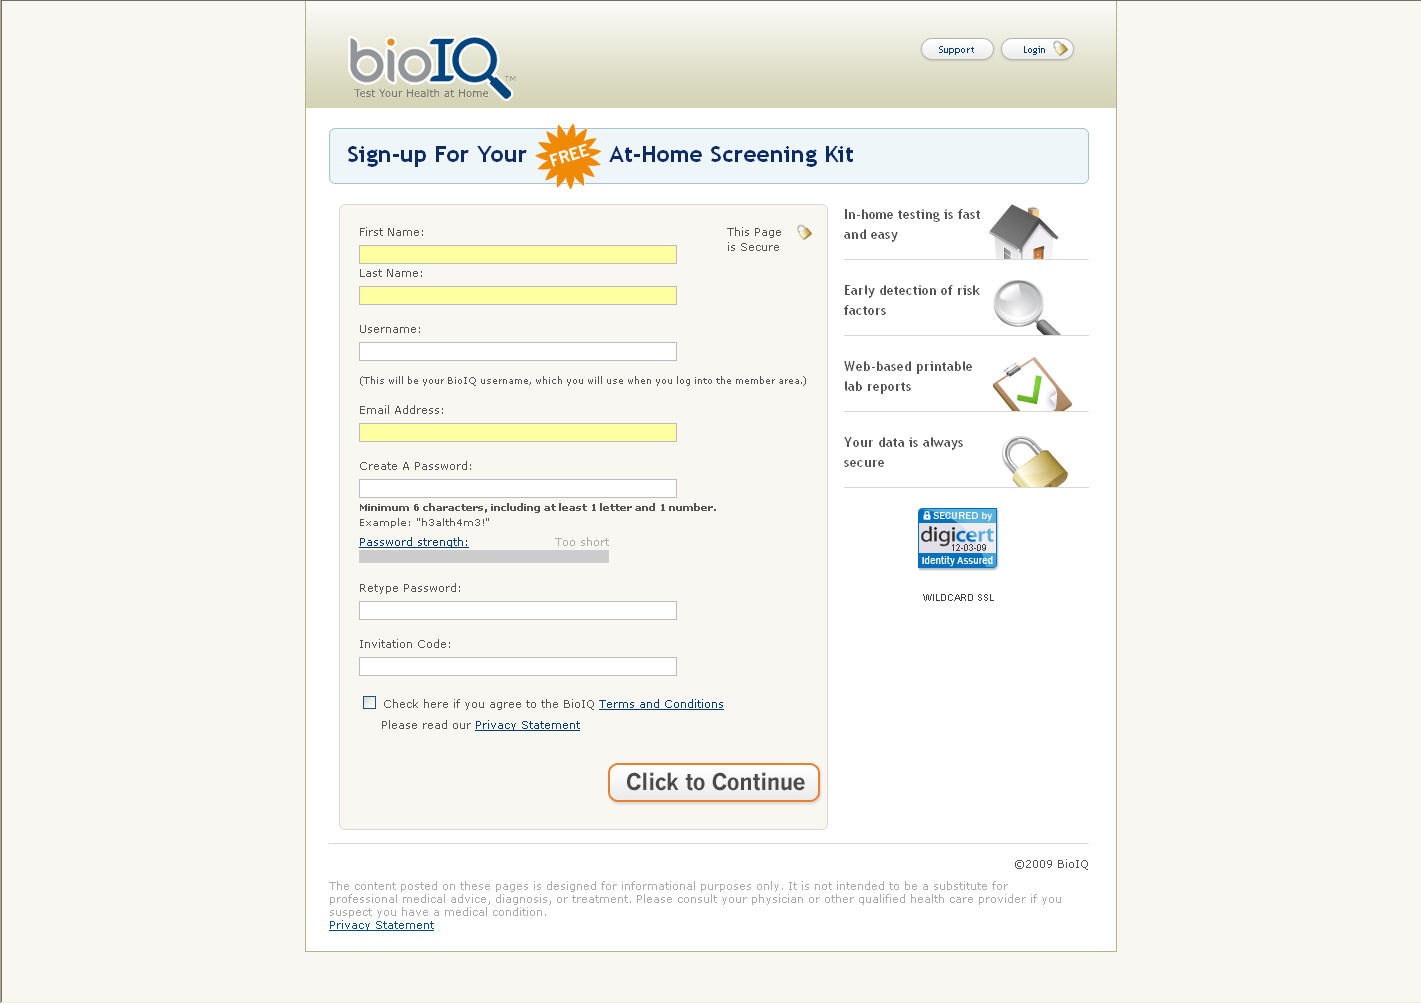 bioIQ™
Test Your Health at Home
Support
Login
Sign-up For Your FREE At-Home Screening Kit
First Name:
This Page
is Secure
Last Name:
Username:
(This will be your BioIQ username, which you will use when you log into the member area.)
Email Address:
Create A Password:
Minimum 6 characters, including at least 1 letter and 1 number.
Example: "h3alth4m3!"
Password strength: Too short
Retype Password:
Invitation Code:
Check here if you agree to the BioIQ Terms and Conditions
Please read our Privacy Statement
Click to Continue
In-home testing is fast
and easy
Early detection of risk
factors
Web-based printable
lab reports
Your data is always
secure
SECURED by
digicert
12-03-09
Identity Assured
WILDCARD SSL
©2009 BioIQ
The content posted on these pages is designed for informational purposes only. It is not intended to be a substitute for
professional medical advice, diagnosis, or treatment. Please consult your physician or other qualified health care provider if you
suspect you have a medical condition.
Privacy Statement